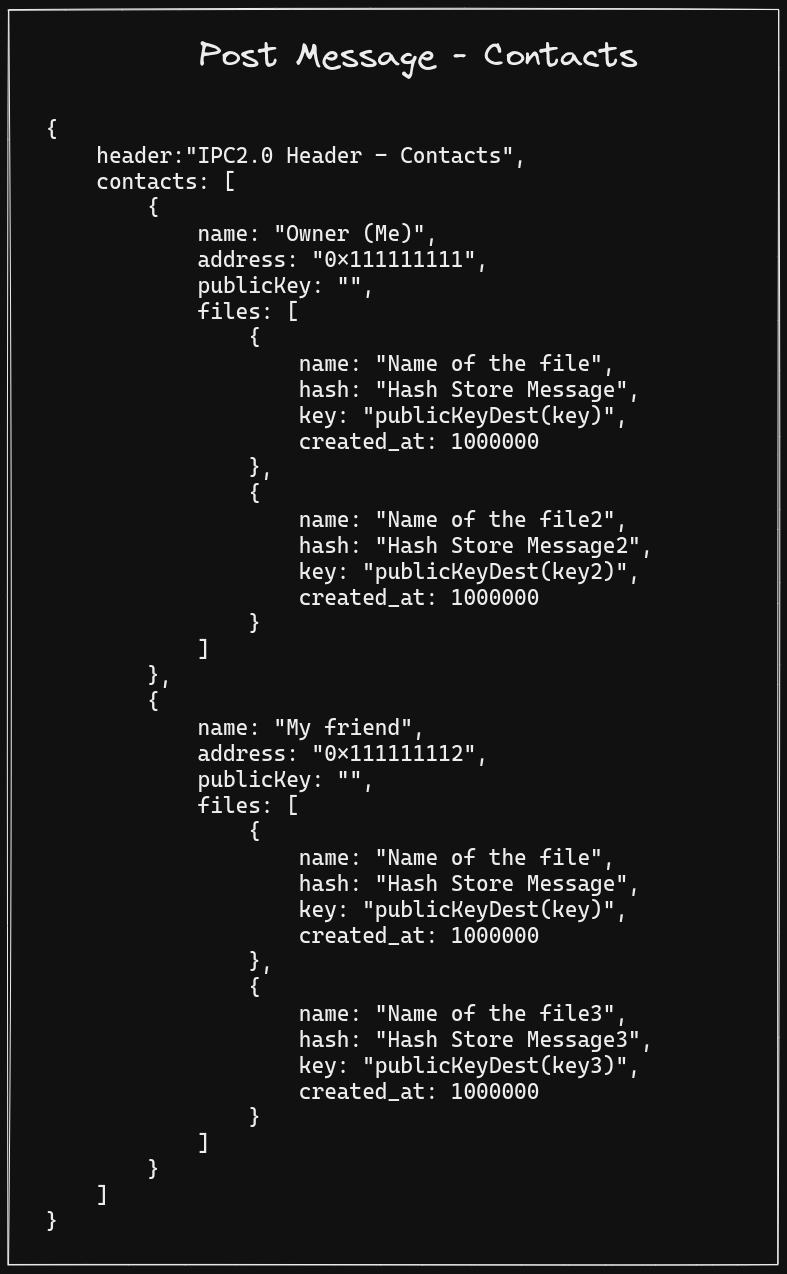 Post Message - Contacts
{
    header:"IPC2.0 Header - Contacts",
    contacts: [
        {
            name: "Owner (Me)",
            address: "0×111111111",
            publicKey: "",
            files: [
                {
                    name: "Name of the file",
                    hash: "Hash Store Message",
                    key: "publicKeyDest(key)",
                    created_at: 1000000
                },
                {
                    name: "Name of the file2",
                    hash: "Hash Store Message2",
                    key: "publicKeyDest(key2)",
                    created_at: 1000000
                }
            ]
        },
        {
            name: "My friend",
            address: "0×111111112",
            publicKey: "",
            files: [
                {
                    name: "Name of the file",
                    hash: "Hash Store Message",
                    key: "publicKeyDest(key)",
                    created_at: 1000000
                },
                {
                    name: "Name of the file3",
                    hash: "Hash Store Message3",
                    key: "publicKeyDest(key3)",
                    created_at: 1000000
                }
            ]
        }
    ]
}